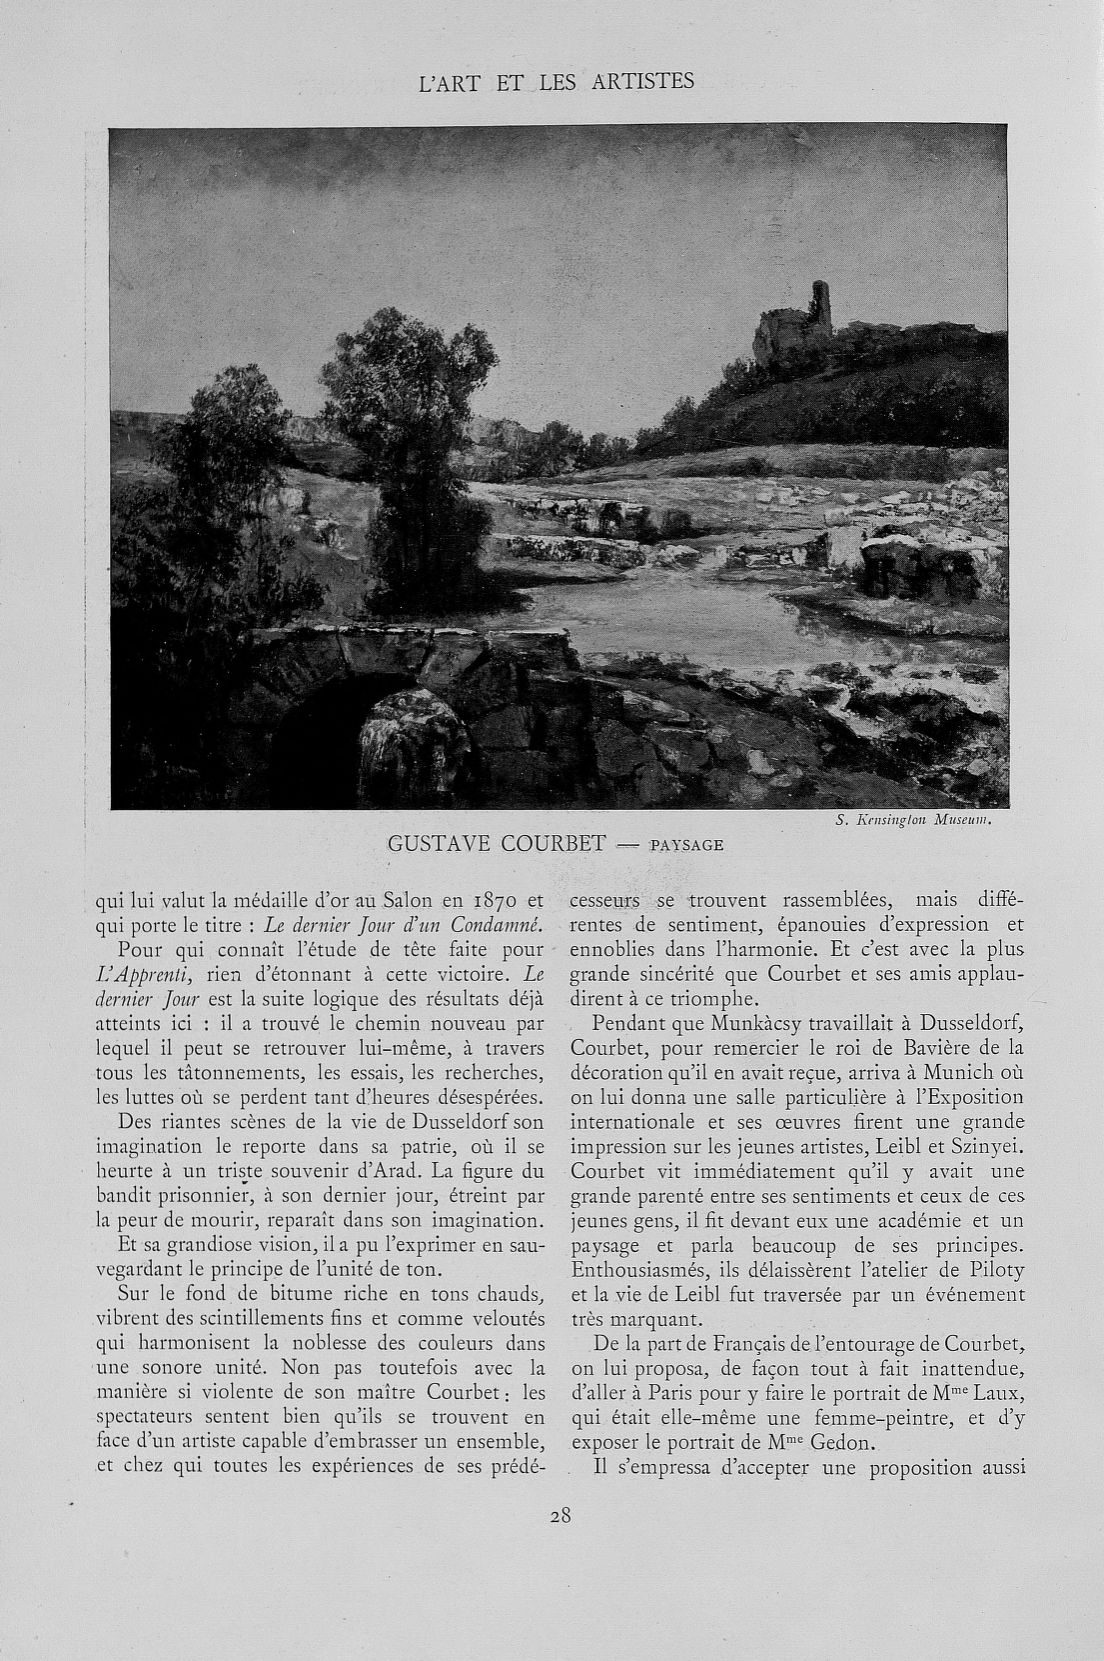 L'ART ET LES ARTISTES
S. Kensington Museum.
GUSTAVE COURBET — PAYSAGE
qui lui valut la médaille d'or au Salon en 1870 et
qui porte le titre : Le dernier Jour d'un Condamné.
Pour qui connaît l'étude de tête faite pour
L'Apprenti, rien d'étonnant à cette victoire. Le
dernier Jour est la suite logique des résultats déjà
atteints ici : il a trouvé le chemin nouveau par
lequel il peut se retrouver lui-même, à travers
tous les tâtonnements, les essais, les recherches,
les luttes où se perdent tant d'heures désespérées.
Des riantes scènes de la vie de Dusseldorf son
imagination le reporte dans sa patrie, où il se
heurte à un triste souvenir d'Arad. La figure du
bandit prisonnier, à son dernier jour, étreint par
la peur de mourir, reparaît dans son imagination.
Et sa grandiose vision, il a pu l'exprimer en sau-
vegardant le principe de l'unité de ton.
Sur le fond de bitume riche en tons chauds,
vibrent des scintillements fins et comme veloutés
qui harmonisent la noblesse des couleurs dans
une sonore unité. Non pas toutefois avec la
manière si violente de son maître Courbet : les
spectateurs sentent bien qu'ils se trouvent en
face d'un artiste capable d'embrasser un ensemble,
et chez qui toutes les expériences de ses prédé-
cesseurs se trouvent rassemblées, mais diffé-
rentes de sentiment, épanouies d'expression et
ennoblies dans l'harmonie. Et c'est avec la plus
grande sincérité que Courbet et ses amis applau-
dirent à ce triomphe.
Pendant que Munkàcsy travaillait à Dusseldorf,
Courbet, pour remercier le roi de Bavière de la
décoration qu'il en avait reçue, arriva à Munich où
on lui donna une salle particulière à l'Exposition
internationale et ses œuvres firent une grande
impression sur les jeunes artistes, Leibl et Szinyei.
Courbet vit immédiatement qu'il y avait une
grande parenté entre ses sentiments et ceux de ces
jeunes gens, il fit devant eux une académie et un
paysage et parla beaucoup de ses principes.
Enthousiasmés, ils délaissèrent l'atelier de Piloty
et la vie de Leibl fut traversée par un événement
très marquant.
De la part de Français de l'entourage de Courbet,
on lui proposa, de façon tout à fait inattendue,
d'aller à Paris pour y faire le portrait de Mme Laux,
qui était elle-même une femme-peintre, et d'y
exposer le portrait de Mme Gedon.
Il s'empressa d'accepter une proposition aussi
28